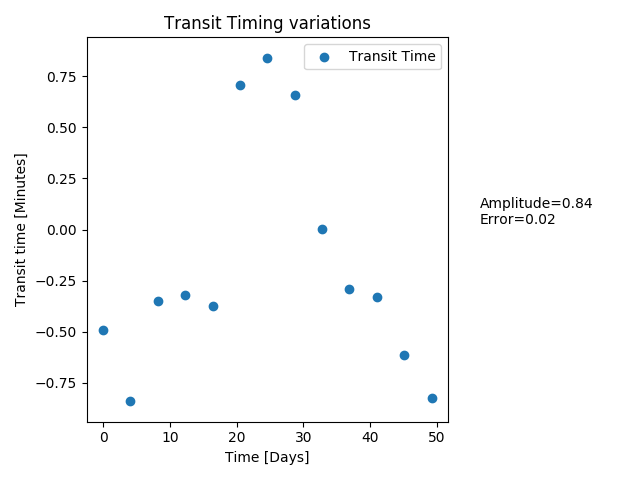 Transit Timing variations
Transit Time
0.75
0.50
0.25
0.00
−0.25
−0.50
−0.75
Transit time [Minutes]
Amplitude=0.84
Error=0.02
0 10 20 30 40 50
Time [Days]